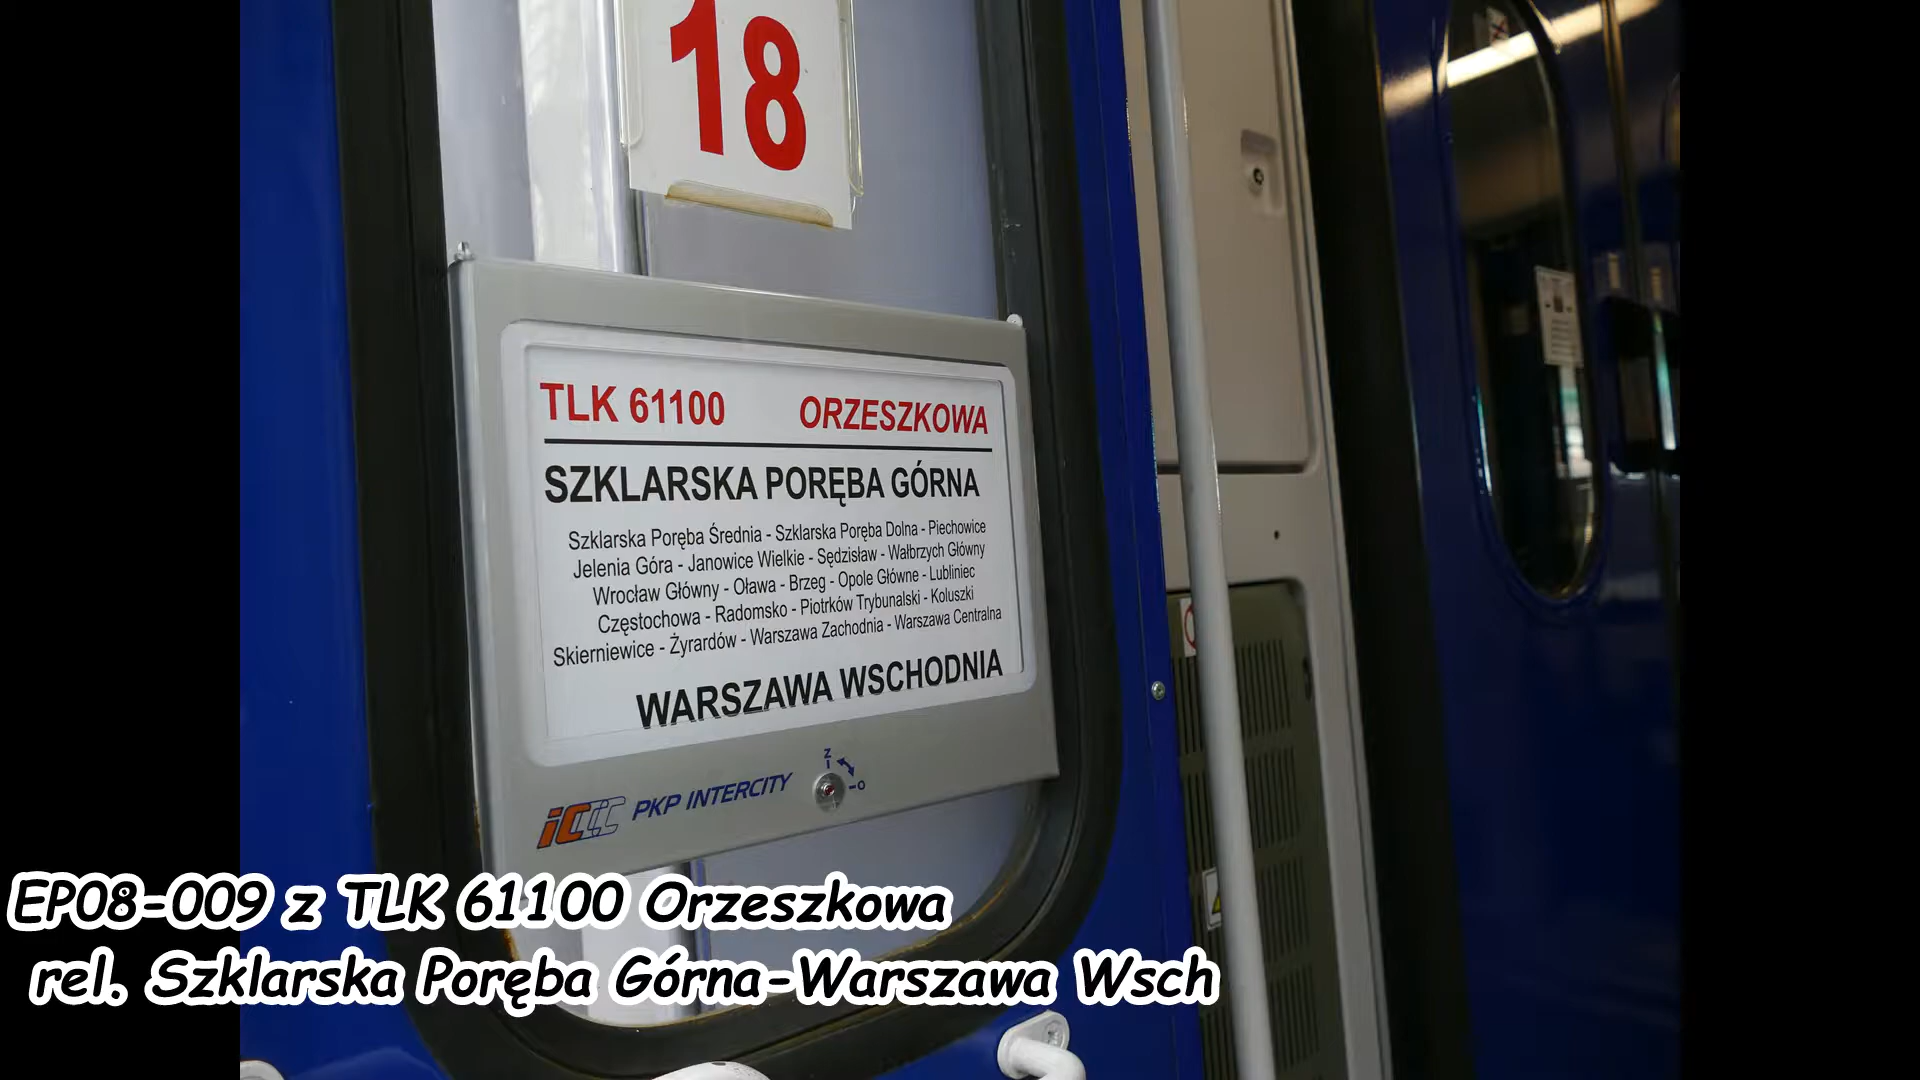 18
TLK 61100 ORZESZKOWA
SZKLARSKA PORĘBA GÓRNA
Szklarska Poręba Średnia - Szklarska Poręba Dolna - Piechowice
Jelenia Góra - Janowice Wielkie - Sędzisław - Wałbrzych Główny
Wrocław Główny - Oława - Brzeg - Opole Główne - Lubliniec
Częstochowa - Radomsko - Piotrków Trybunalski - Koluszki
Skierniewice - Żyrardów - Warszawa Zachodnia - Warszawa Centralna
WARSZAWA WSCHODNIA
Z
O
iC PKP INTERCITY
EP08-009 z TLK 61100 Orzeszkowa
rel. Szklarska Poręba Górna-Warszawa Wsch